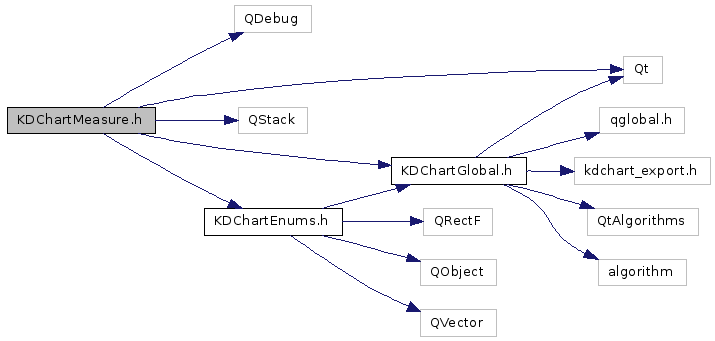 QDebug
Qt
KDChartMeasure.h
QStack
qglobal.h
KDChartGlobal.h
kdchart_export.h
KDChartEnums.h
QRectF
QtAlgorithms
QObject
algorithm
QVector